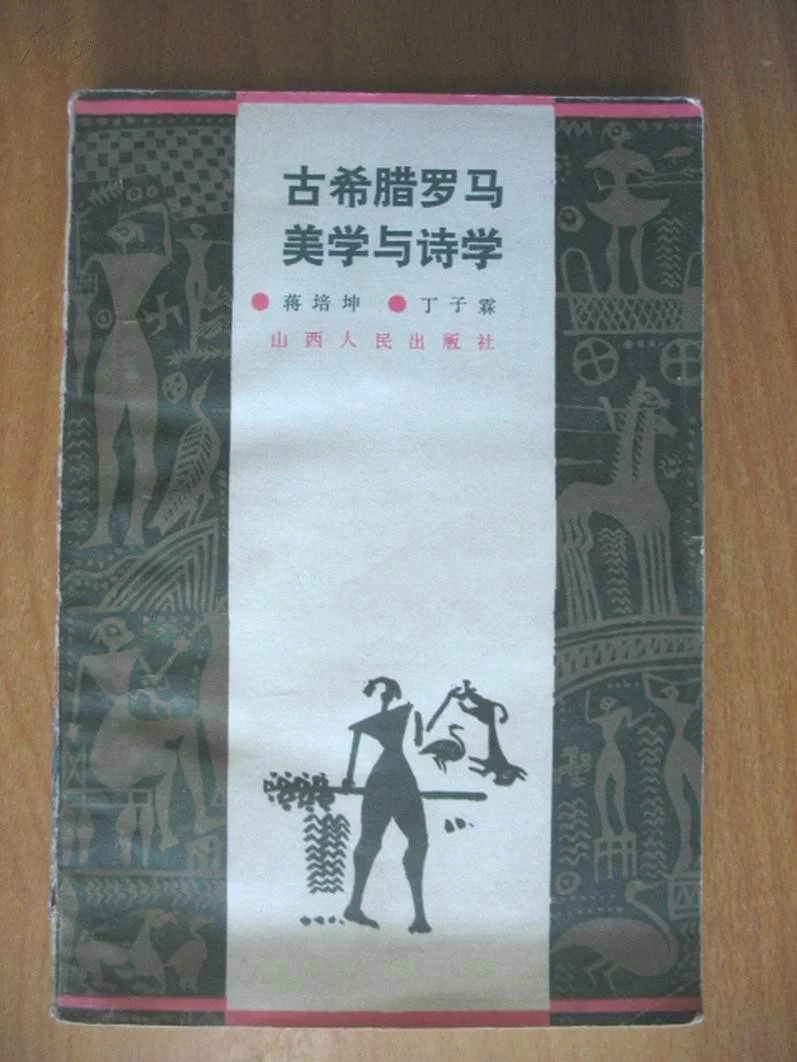 古希腊罗马
美学与诗学
●蒋培坤 ●丁子霖
山西人民出版社